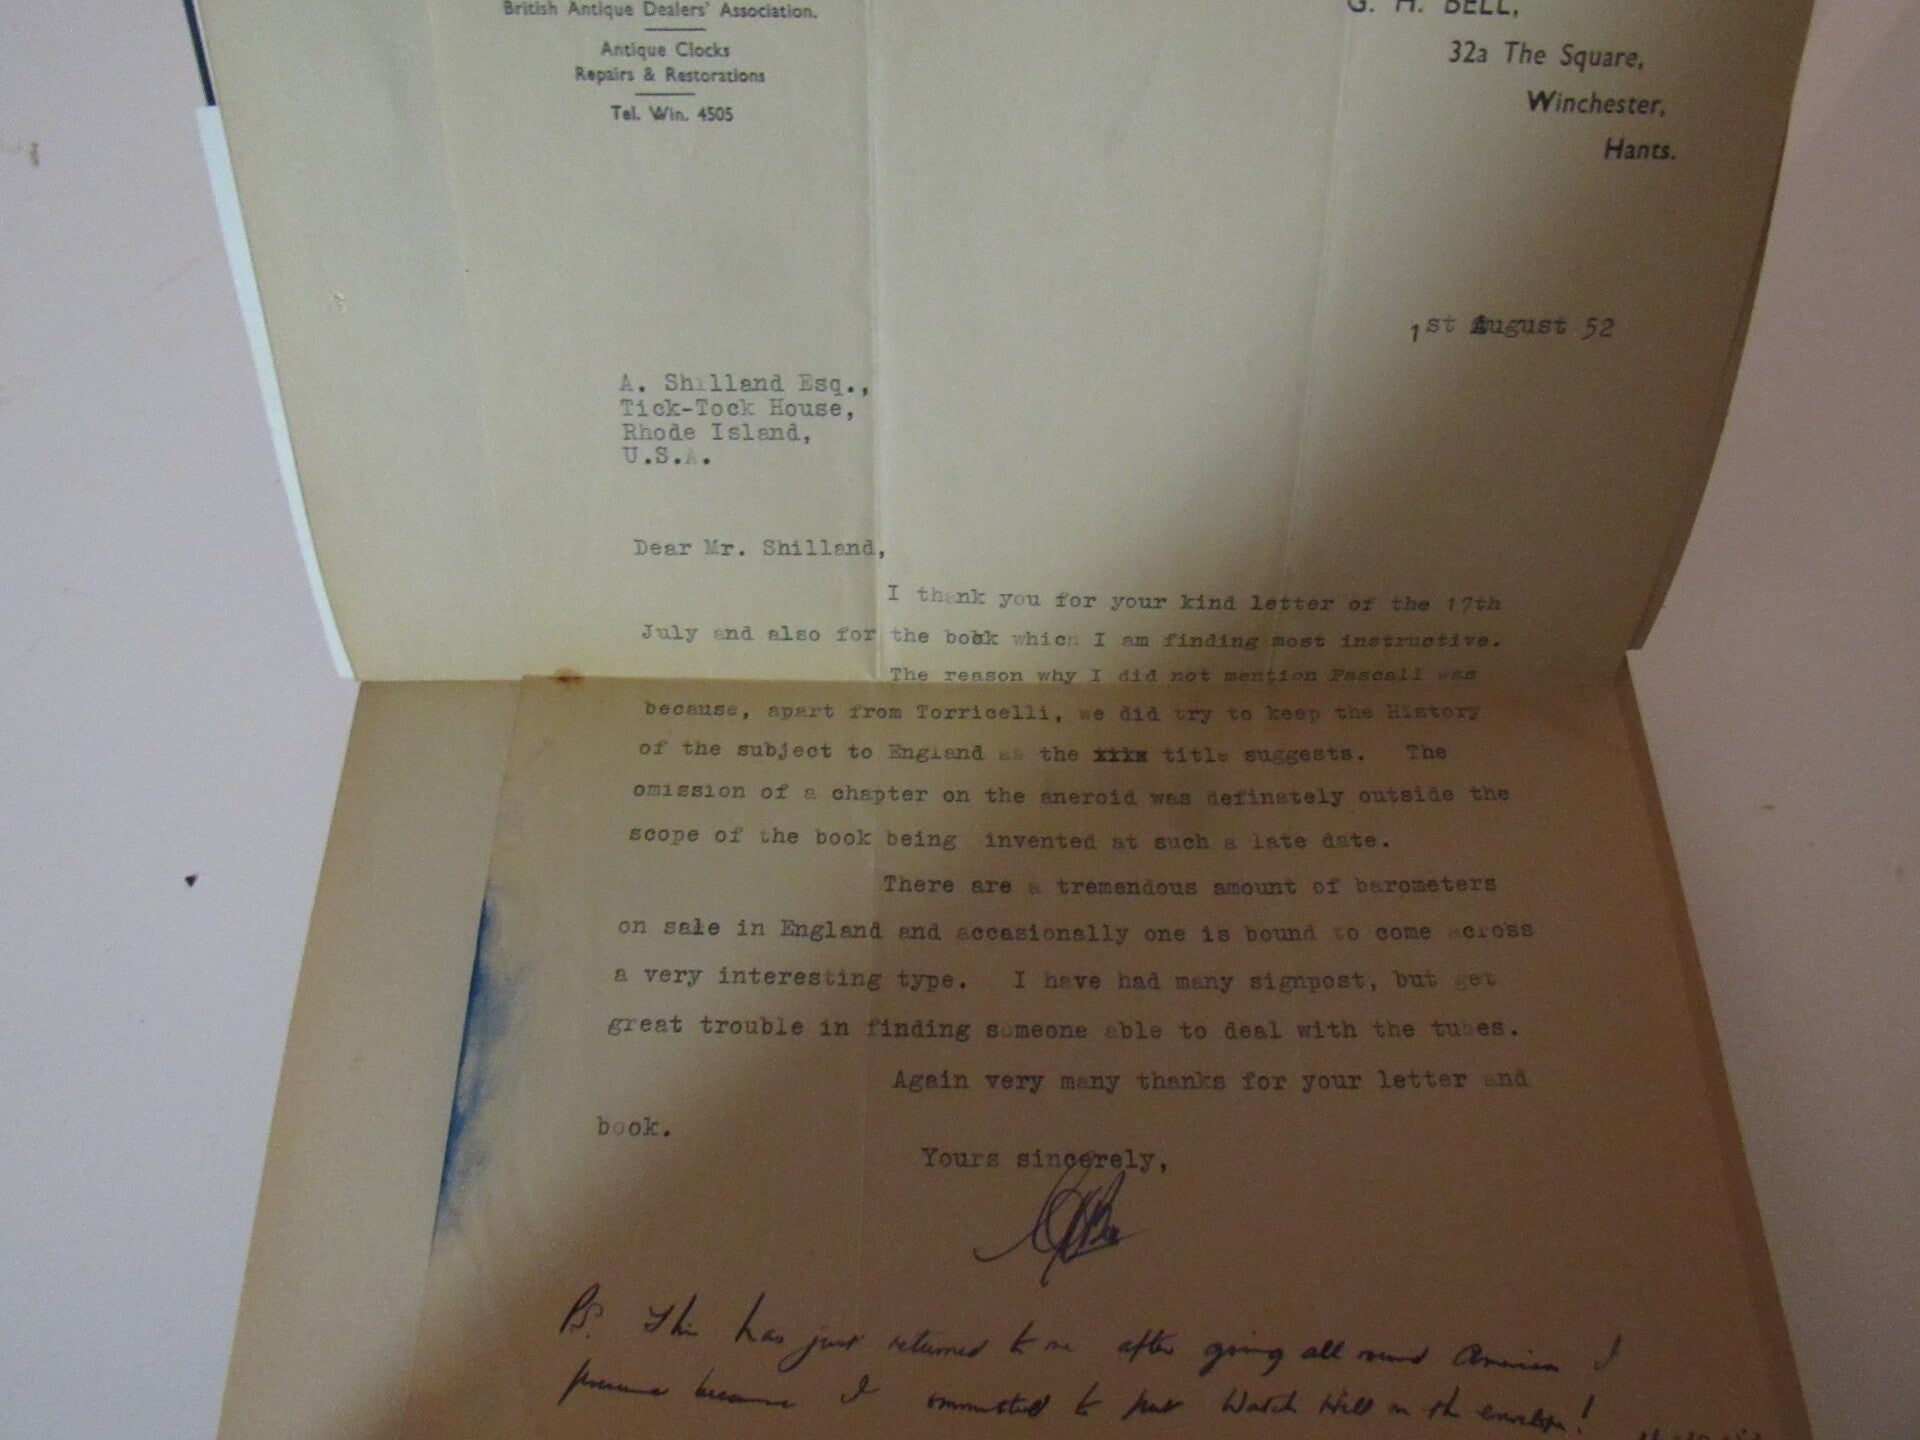 British Antique Dealers' Association.
Antique Clocks
Repairs & Restorations
Tel. Win. 4505
G. H. BELL,
32a The Square,
Winchester,
Hants.
1st August 52
A. Shilland Esq.,
Tick-Tock House,
Rhode Island,
U.S.A.
Dear Mr. Shilland,
I thank you for your kind letter of the 17th
July and also for the book which I am finding most instructive.
The reason why I did not mention Pascall was
because, apart from Torricelli, we did try to keep the History
of the subject to England as the xxxx title suggests. The
omission of a chapter on the aneroid was definately outside the
scope of the book being invented at such a late date.
There are a tremendous amount of barometers
on sale in England and accasionally one is bound to come across
a very interesting type. I have had many signpost, but get
great trouble in finding someone able to deal with the tubes.
Again very many thanks for your letter and
book.
Yours sincerely,
PS. This has just returned to me after going all round America I
presume because I ommitted to put Watch Hill on the envelope!